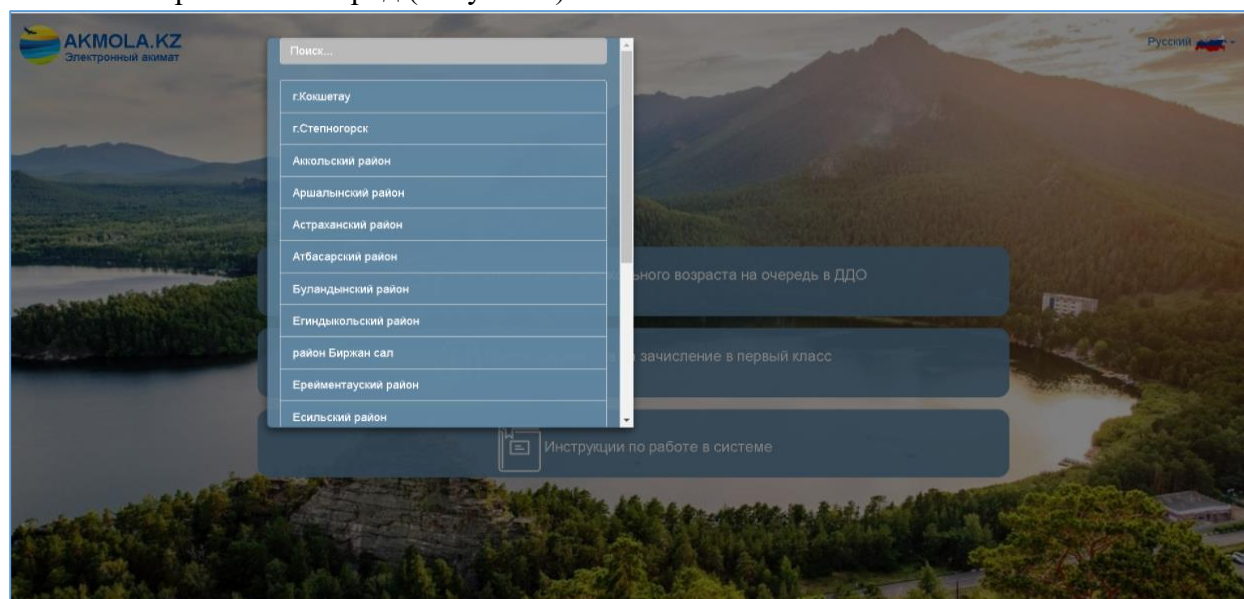 AKMOLA.KZ
Электронный акимат
Русский
Поиск...
г.Кокшетау
г.Степногорск
Аккольский район
Аршалынский район
Астраханский район
Атбасарский район
Буландынский район
Егиндыкольский район
район Биржан сал
Ерейментауский район
Есильский район
возраста на очередь в ДДО
зачисление в первый класс
Инструкции по работе в системе